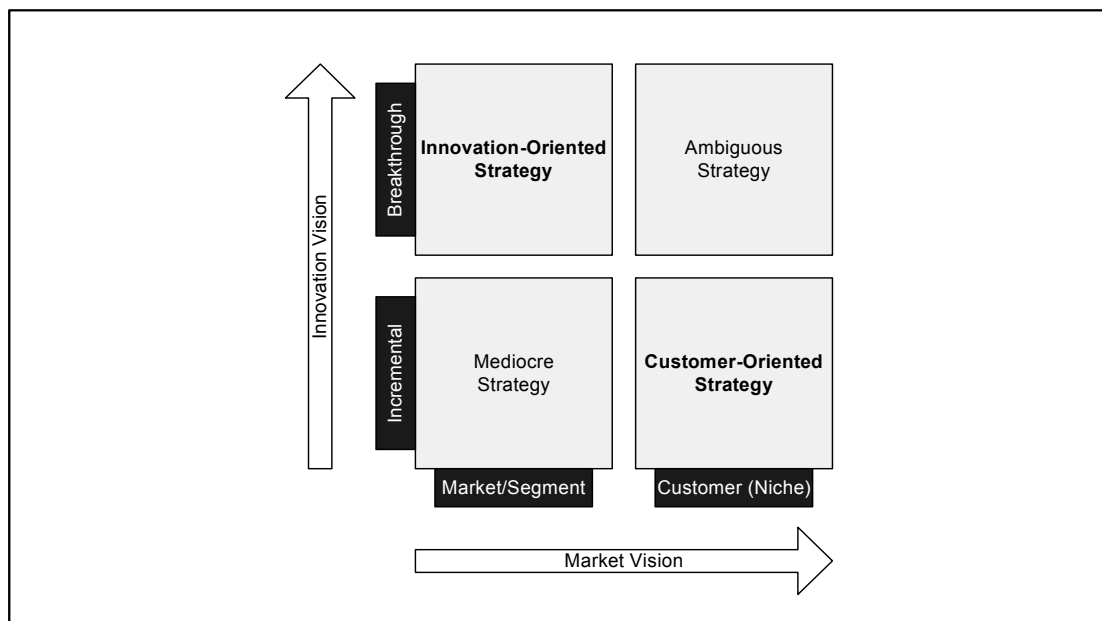 Innovation Vision
Breakthrough
Innovation-Oriented
Strategy
Ambiguous
Strategy
Incremental
Mediocre
Strategy
Customer-Oriented
Strategy
Market/Segment
Customer (Niche)
Market Vision